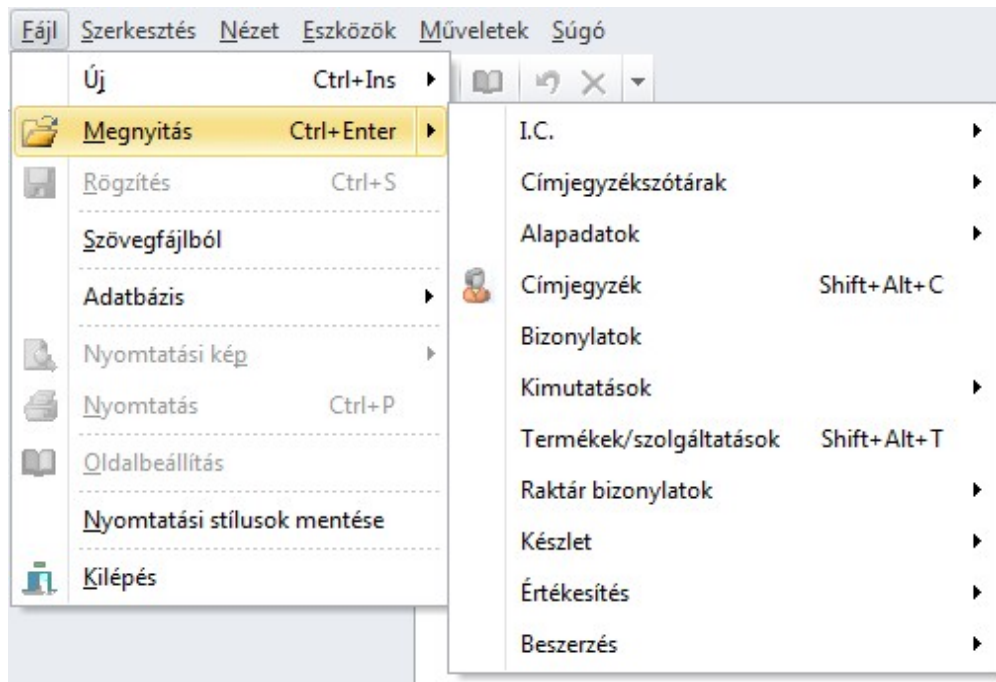 Fájl Szerkesztés Nézet Eszközök Műveletek Súgó
Új Ctrl+Ins
Megnyitás Ctrl+Enter
Rögzítés Ctrl+S
Szövegfájlból
Adatbázis
Nyomtatási kép
Nyomtatás Ctrl+P
Oldalbeállítás
Nyomtatási stílusok mentése
Kilépés
I.C.
Címjegyzékszótárak
Alapadatok
Címjegyzék Shift+Alt+C
Bizonylatok
Kimutatások
Termékek/szolgáltatások Shift+Alt+T
Raktár bizonylatok
Készlet
Értékesítés
Beszerzés